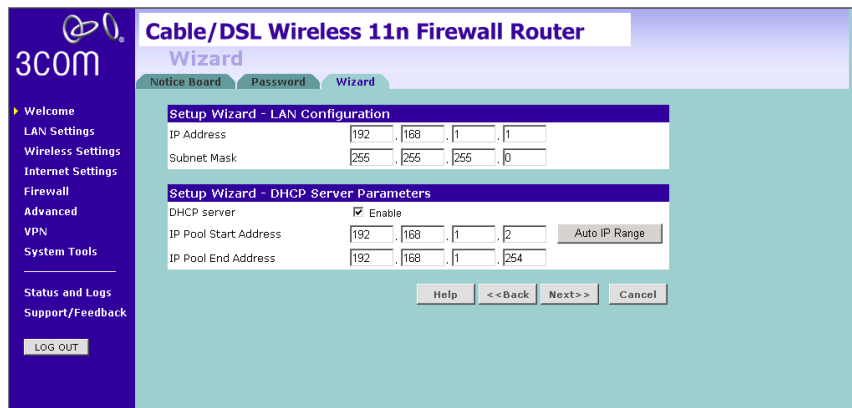 3COM
Cable/DSL Wireless 11n Firewall Router
Wizard
Notice Board Password Wizard
Welcome
LAN Settings
Wireless Settings
Internet Settings
Firewall
Advanced
VPN
System Tools
Status and Logs
Support/Feedback
LOG OUT
Setup Wizard - LAN Configuration
IP Address 192 . 168 . 1 . 1
Subnet Mask 255 . 255 . 255 . 0
Setup Wizard - DHCP Server Parameters
DHCP server Enable
IP Pool Start Address 192 . 168 . 1 . 2 Auto IP Range
IP Pool End Address 192 . 168 . 1 . 254
Help <<Back Next>> Cancel